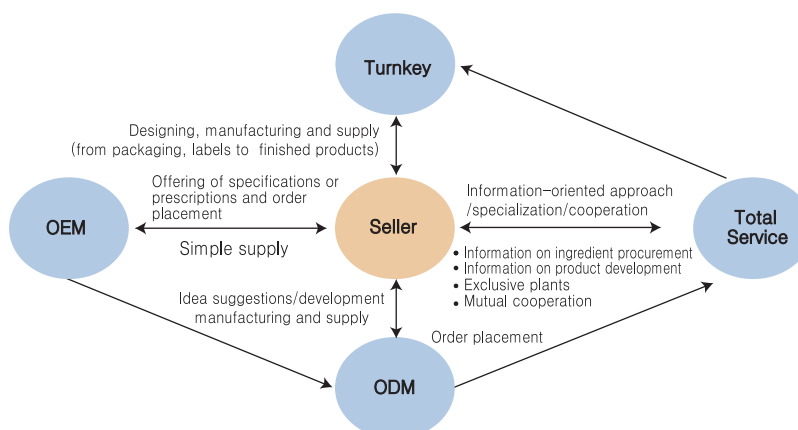 Turnkey
Designing, manufacturing and supply
(from packaging, labels to finished products)
Offering of specifications or
prescriptions and order
placement
OEM
Simple supply
Seller
Information-oriented approach
/specialization/cooperation
Total
Service
• Information on ingredient procurement
• Information on product development
• Exclusive plants
• Mutual cooperation
Idea suggestions/development
manufacturing and supply
Order placement
ODM